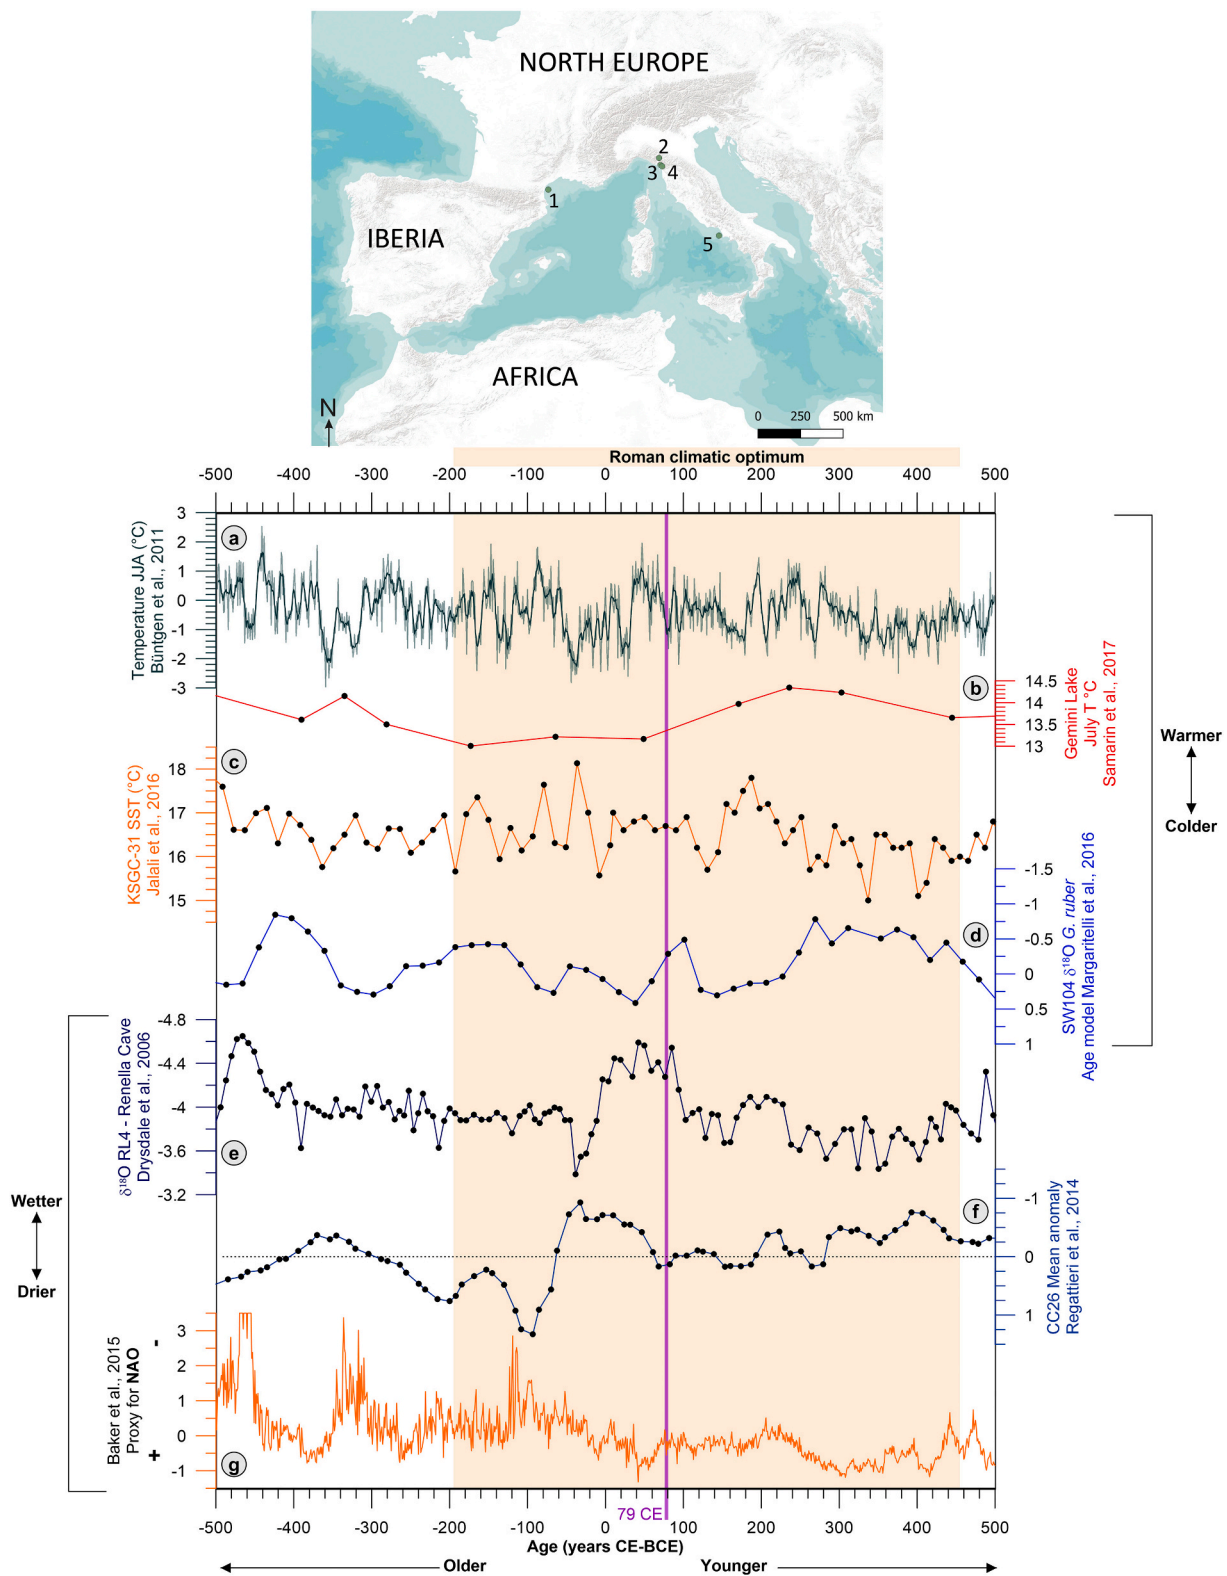 NORTH EUROPE
2
3
4
1
IBERIA
5
AFRICA
N
0 250 500 km
Roman climatic optimum
-500 -400 -300 -200 -100 0 100 200 300 400 500
a
3
2
1
0
-1
-2
-3
Temperature JJA (°C)
Büntgen et al., 2011
b
14.5
14
13.5
13
Gemini Lake
July T °C
Samarin et al., 2017
c
18
17
16
15
KSGC-31 SST (°C)
Jalali et al., 2016
Warmer
Colder
d
-1.5
-1
-0.5
0
0.5
1
SW104 δ¹⁸O G. ruber
Age model Margaritelli et al., 2016
e
-4.8
-4.4
-4
-3.6
-3.2
δ¹⁸O RL4 - Renella Cave
Drysdale et al., 2006
Wetter
Drier
f
-1
0
1
CC26 Mean anomaly
Regattieri et al., 2014
g
3
2
1
0
-1
-
+
Baker et al., 2015
Proxy for NAO
79 CE
-500 -400 -300 -200 -100 0 100 200 300 400 500
Age (years CE-BCE)
Older Younger